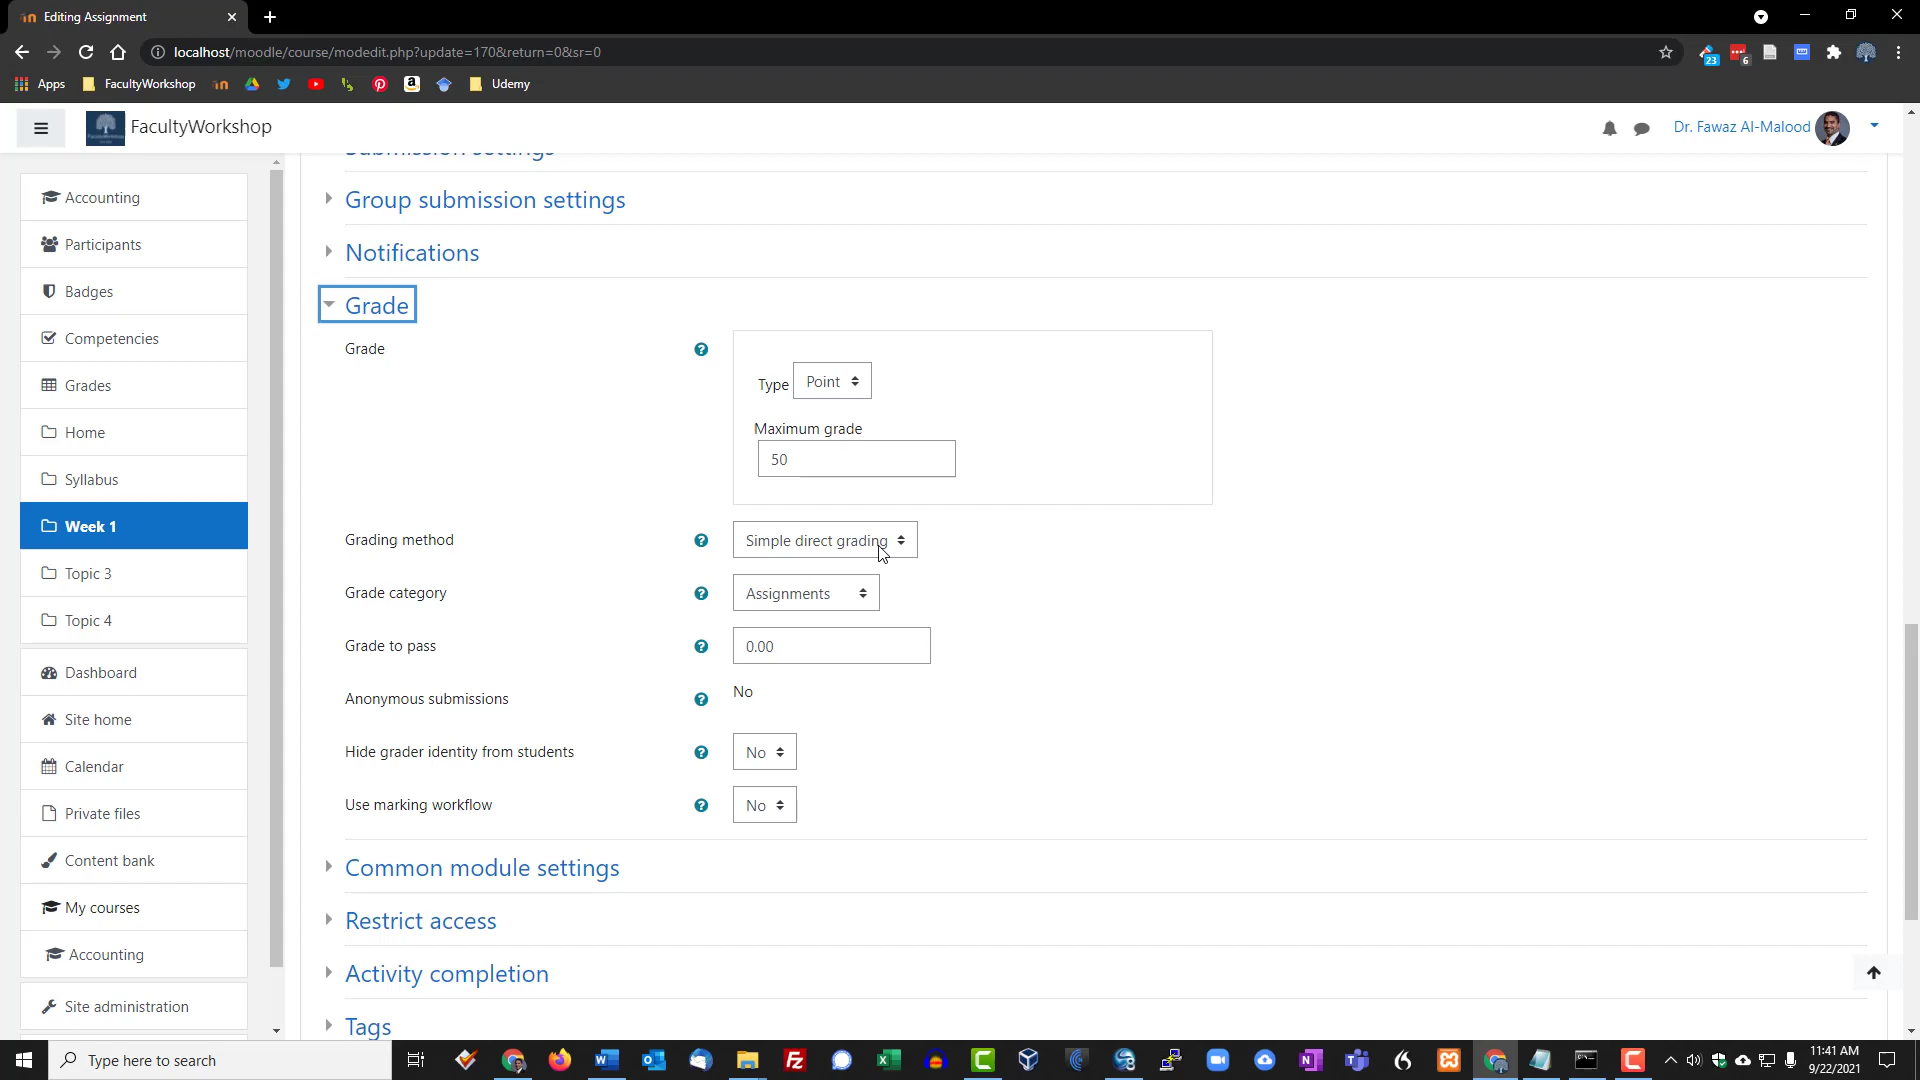 Editing Assignment
localhost/moodle/course/modedit.php?update=170&return=0&sr=0
23
6
Apps
FacultyWorkshop
Udemy
FacultyWorkshop
Dr. Fawaz Al-Malood
Accounting
Participants
Badges
Competencies
Grades
Home
Syllabus
Week 1
Topic 3
Topic 4
Dashboard
Site home
Calendar
Private files
Content bank
My courses
Accounting
Site administration
Submission settings
Group submission settings
Notifications
Grade
Grade
Type Point
Maximum grade
50
Grading method
Simple direct grading
Grade category
Assignments
Grade to pass
0.00
Anonymous submissions
No
Hide grader identity from students
No
Use marking workflow
No
Common module settings
Restrict access
Activity completion
Tags
Type here to search
11:41 AM
9/22/2021